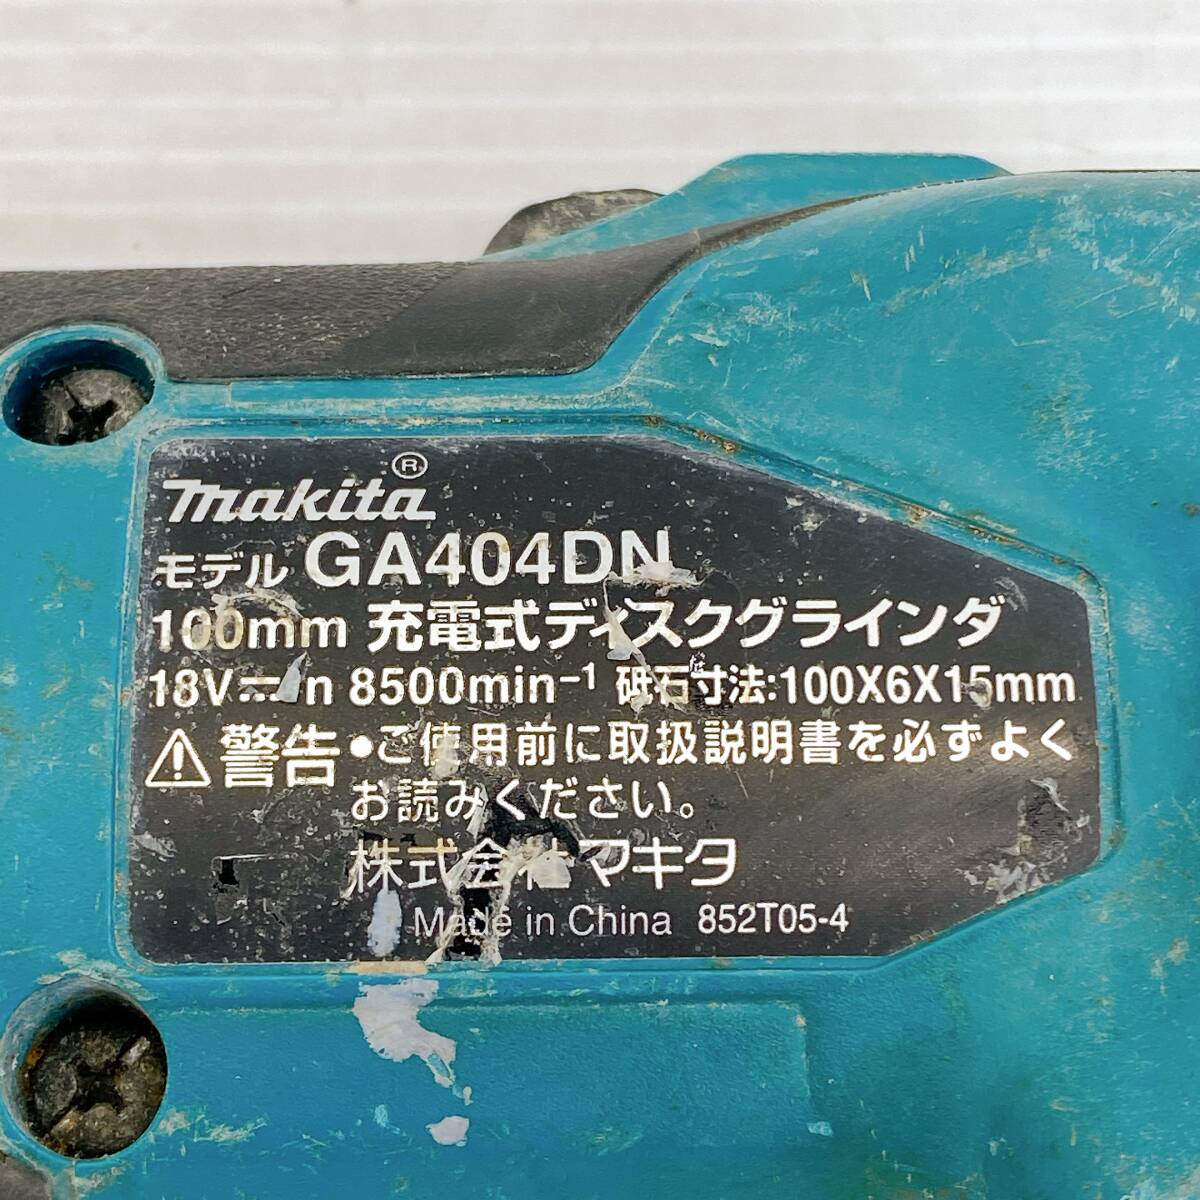 makita®
モデル GA404DN
100mm 充電式ディスクグラインダ
18V⎓ n 8500min⁻¹ 砥石寸法:100X6X15mm
⚠警告 ●ご使用前に取扱説明書を必ずよく
お読みください。
株式会社マキタ
Made in China 852T05-4